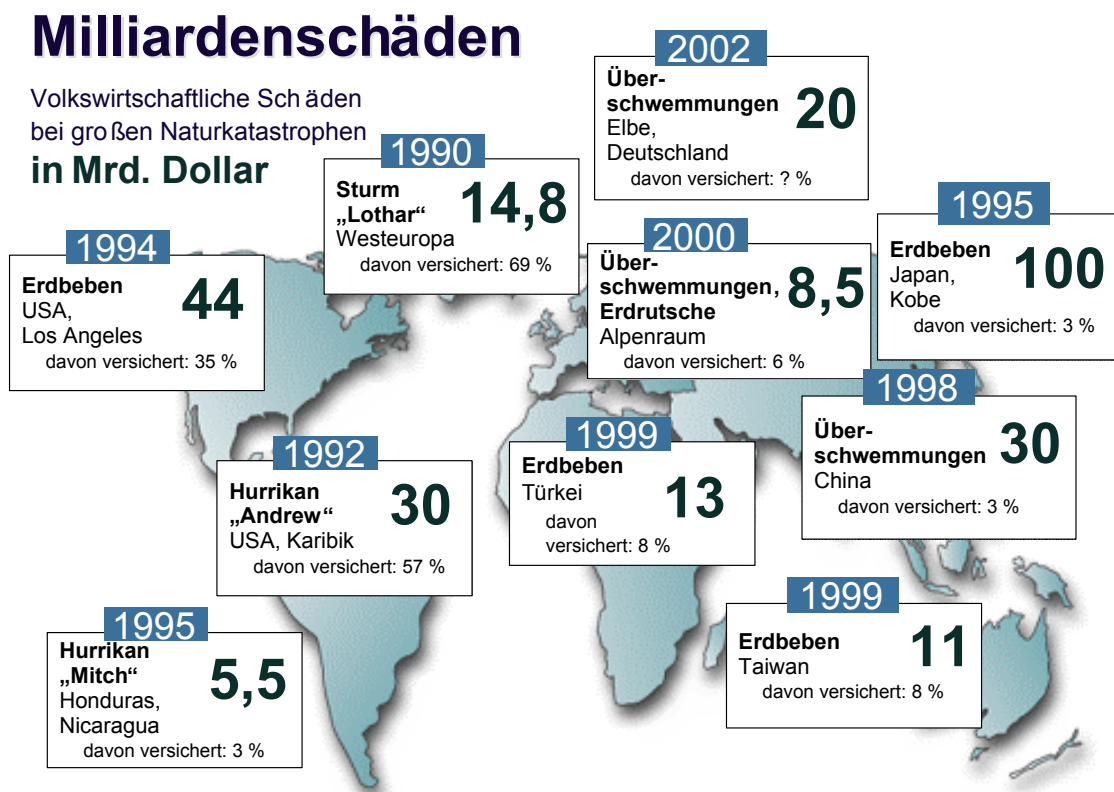 Milliardenschäden
Volkswirtschaftliche Schäden
bei großen Naturkatastrophen
in Mrd. Dollar
2002
Über-
schwemmungen
Elbe,
Deutschland
20
davon versichert: ? %
1990
Sturm
„Lothar“
Westeuropa
14,8
davon versichert: 69 %
1995
Erdbeben
Japan,
Kobe
100
davon versichert: 3 %
1994
Erdbeben
USA,
Los Angeles
44
davon versichert: 35 %
2000
Über-
schwemmungen,
Erdrutsche
Alpenraum
8,5
davon versichert: 6 %
1998
Über-
schwemmungen
China
30
davon versichert: 3 %
1992
Hurrikan
„Andrew“
USA, Karibik
30
davon versichert: 57 %
1999
Erdbeben
Türkei
13
davon
versichert: 8 %
1999
Erdbeben
Taiwan
11
davon versichert: 8 %
1995
Hurrikan
„Mitch“
Honduras,
Nicaragua
5,5
davon versichert: 3 %